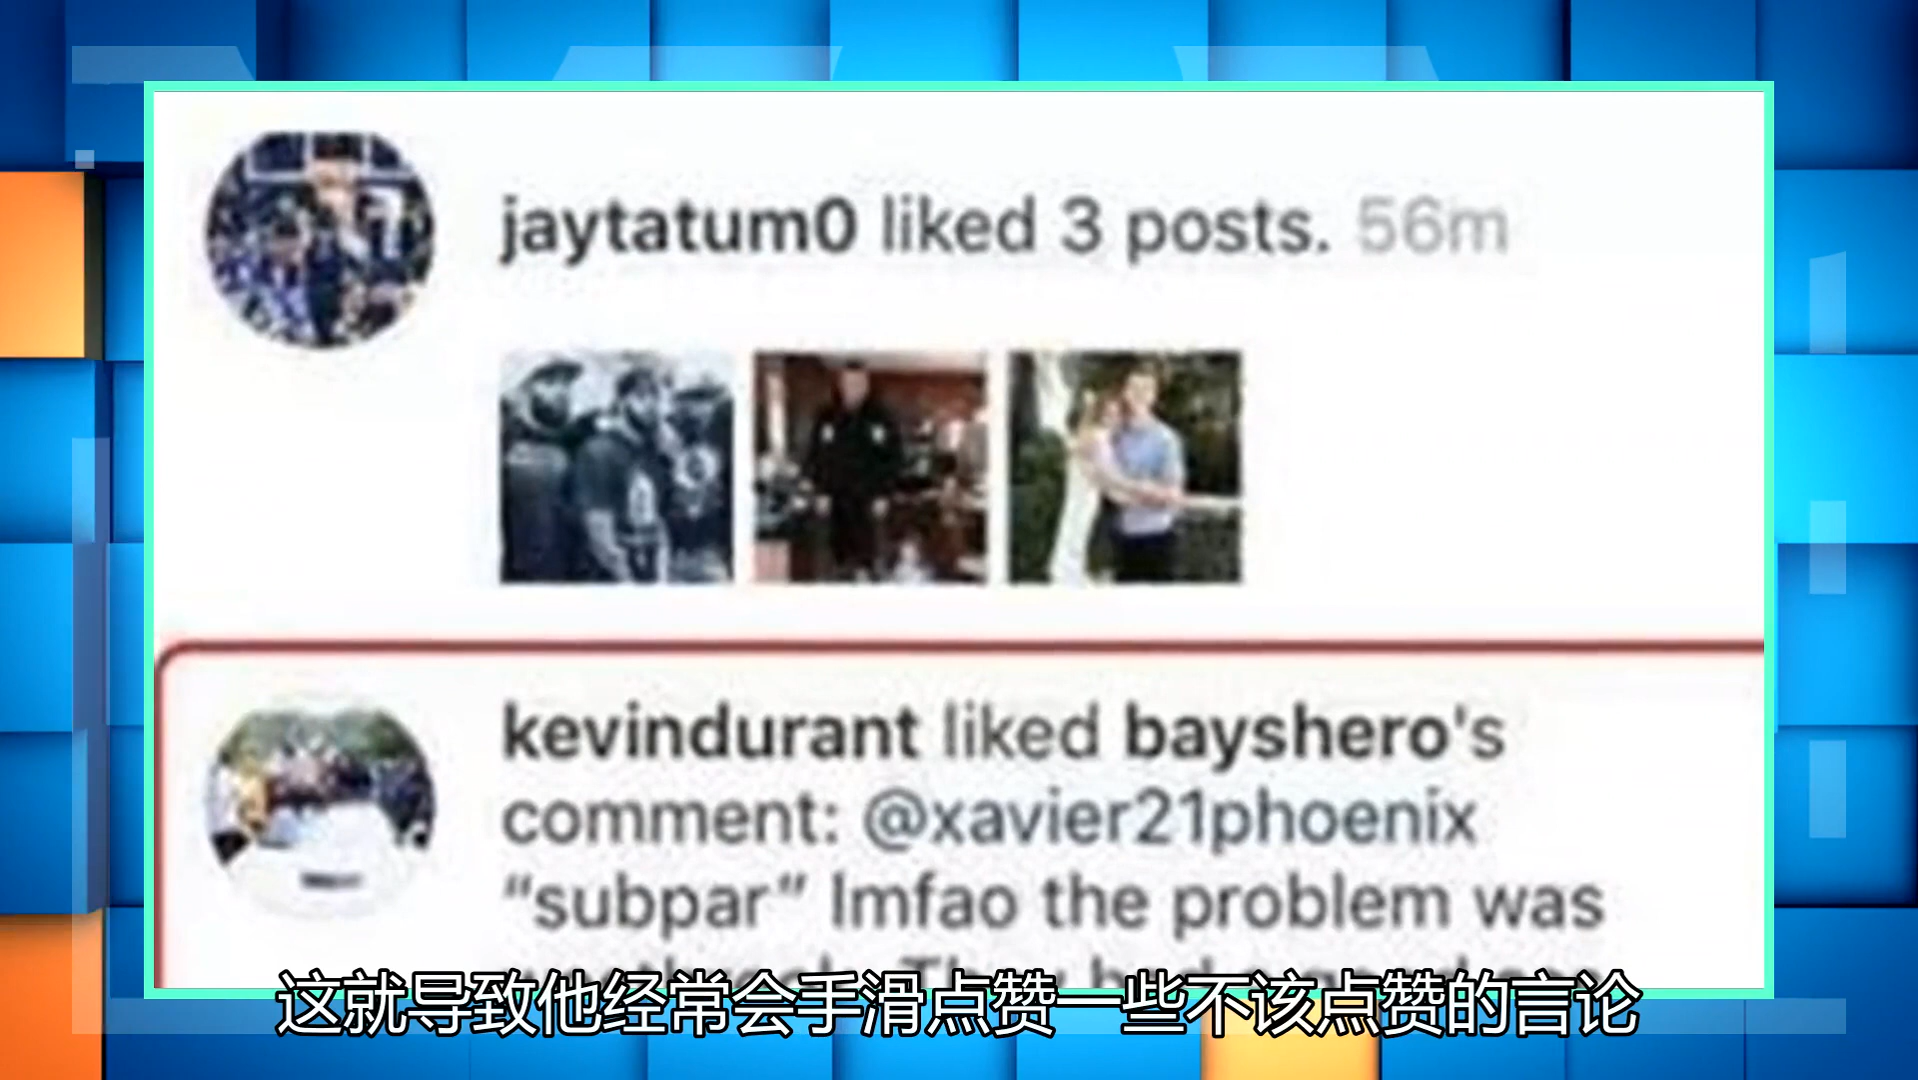 jaytatum0 liked 3 posts. 56m
kevindurant liked bayshero's
comment: @xavier21phoenix
“subpar” lmfao the problem was
这就导致他经常会手滑点赞一些不该点赞的言论